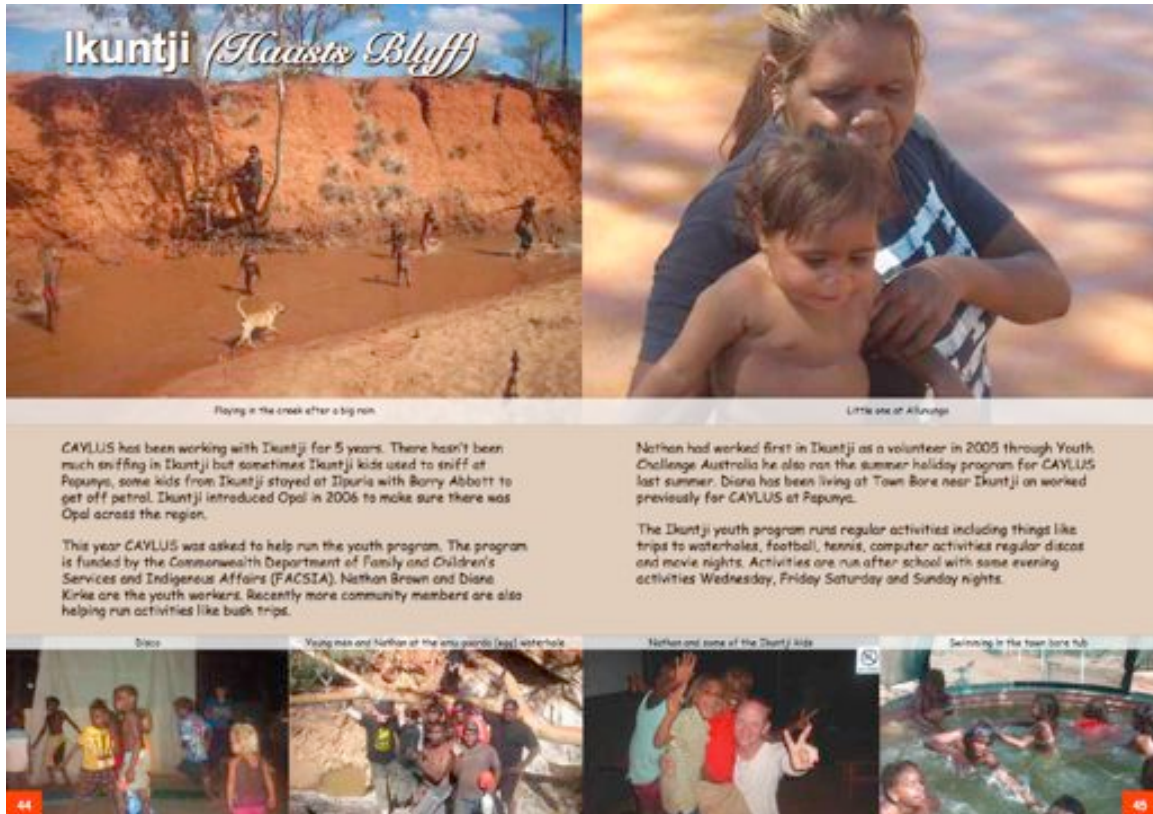 Ikuntji (Haasts Bluff)
Playing in the creek after a big rain
Little one at
CAYLUS has been working with Ikuntji for 5 years. There hasn't been
much sniffing in Ikuntji but sometimes Ikuntji kids used to sniff at
Papunya, some kids from Ikuntji stayed at Ilpurla with Barry Abbott to
get off petrol. Ikuntji introduced Opal in 2006 to make sure there was
Opal across the region.
This year CAYLUS was asked to help run the youth program. The program
is funded by the Commonwealth Department of Family and Children's
Services and Indigenous Affairs (FACSIA). Nathan Brown and Diana
Kirke are the youth workers. Recently more community members are also
helping run activities like bush trips.
Nathan had worked first in Ikuntji as a volunteer in 2005 through Youth
Challenge Australia he also ran the summer holiday program for CAYLUS
last summer. Diana has been living at Town Bore near Ikuntji an worked
previously for CAYLUS at Papunya.
The Ikuntji youth program runs regular activities including things like
trips to waterholes, football, tennis, computer activities regular discos
and movie nights. Activities are run after school with some evening
activities Wednesday, Friday Saturday and Sunday nights.
Disco
Young men and Nathan at the emu (egg) waterhole
Nathan and some of the Ikuntji kids
Swimming in the town bore tub
44
45